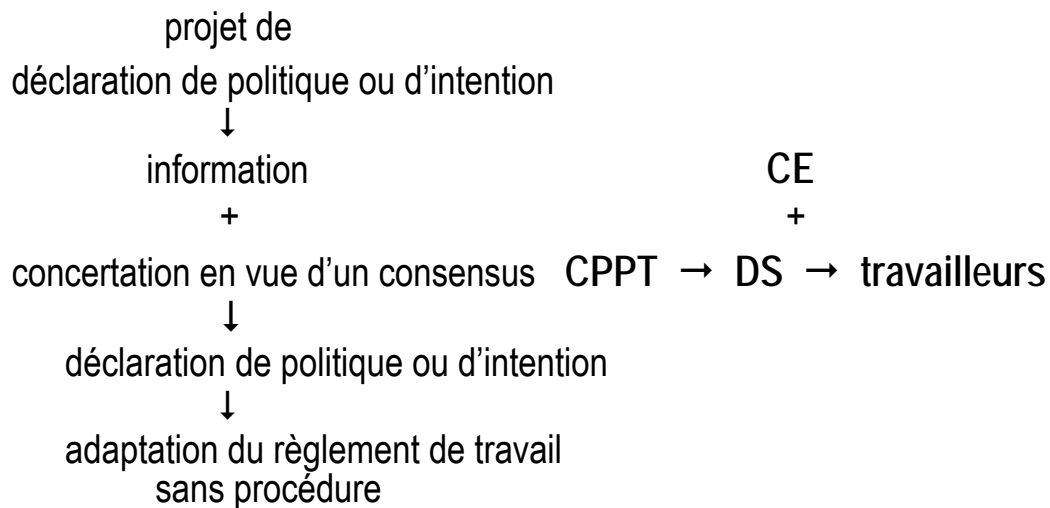 projet de
déclaration de politique ou d’intention
↓
information CE
+ +
concertation en vue d’un consensus CPPT → DS → travailleurs
↓
déclaration de politique ou d’intention
↓
adaptation du règlement de travail
sans procédure